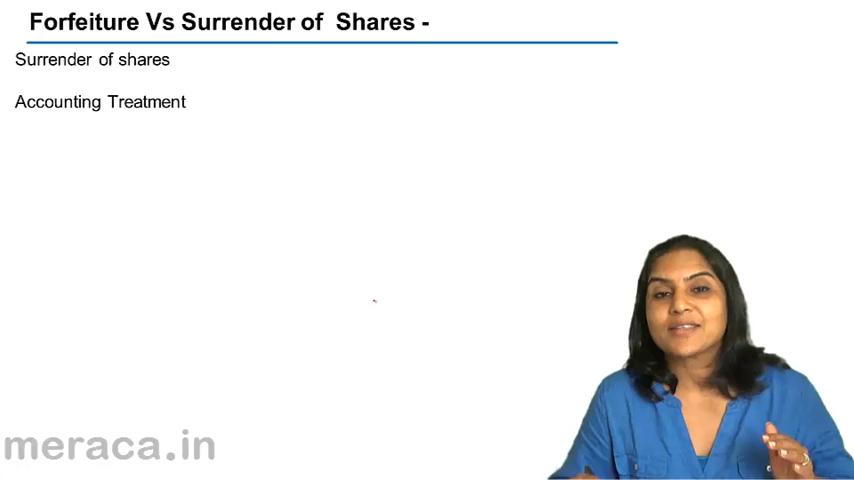 Forfeiture Vs Surrender of Shares -
Surrender of shares
Accounting Treatment
meraca.in